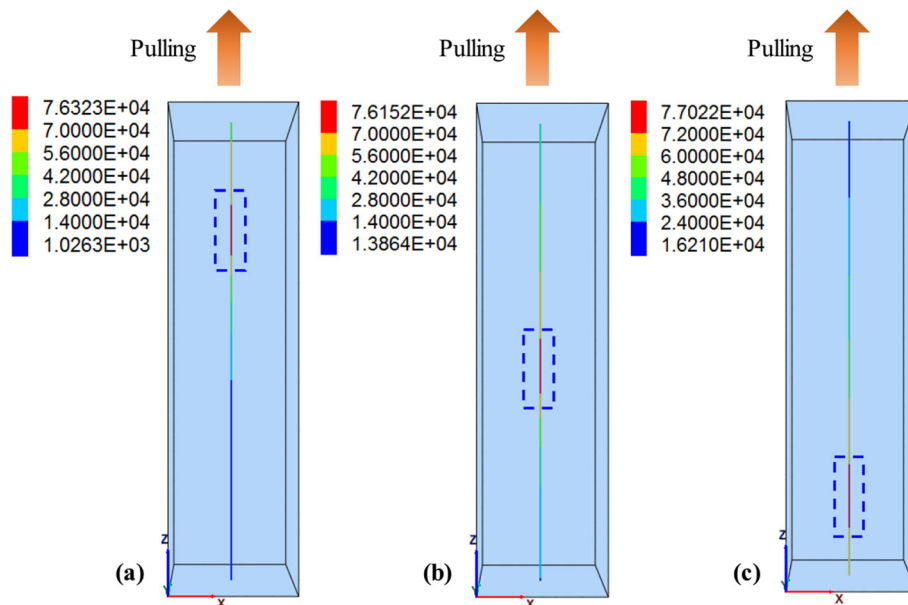 Pulling
Pulling
Pulling
7.6323E+04
7.0000E+04
5.6000E+04
4.2000E+04
2.8000E+04
1.4000E+04
1.0263E+03
7.6152E+04
7.0000E+04
5.6000E+04
4.2000E+04
2.8000E+04
1.4000E+04
1.3864E+04
7.7022E+04
7.2000E+04
6.0000E+04
4.8000E+04
3.6000E+04
2.4000E+04
1.6210E+04
Z
X
(a)
Z
X
(b)
Z
X
(c)